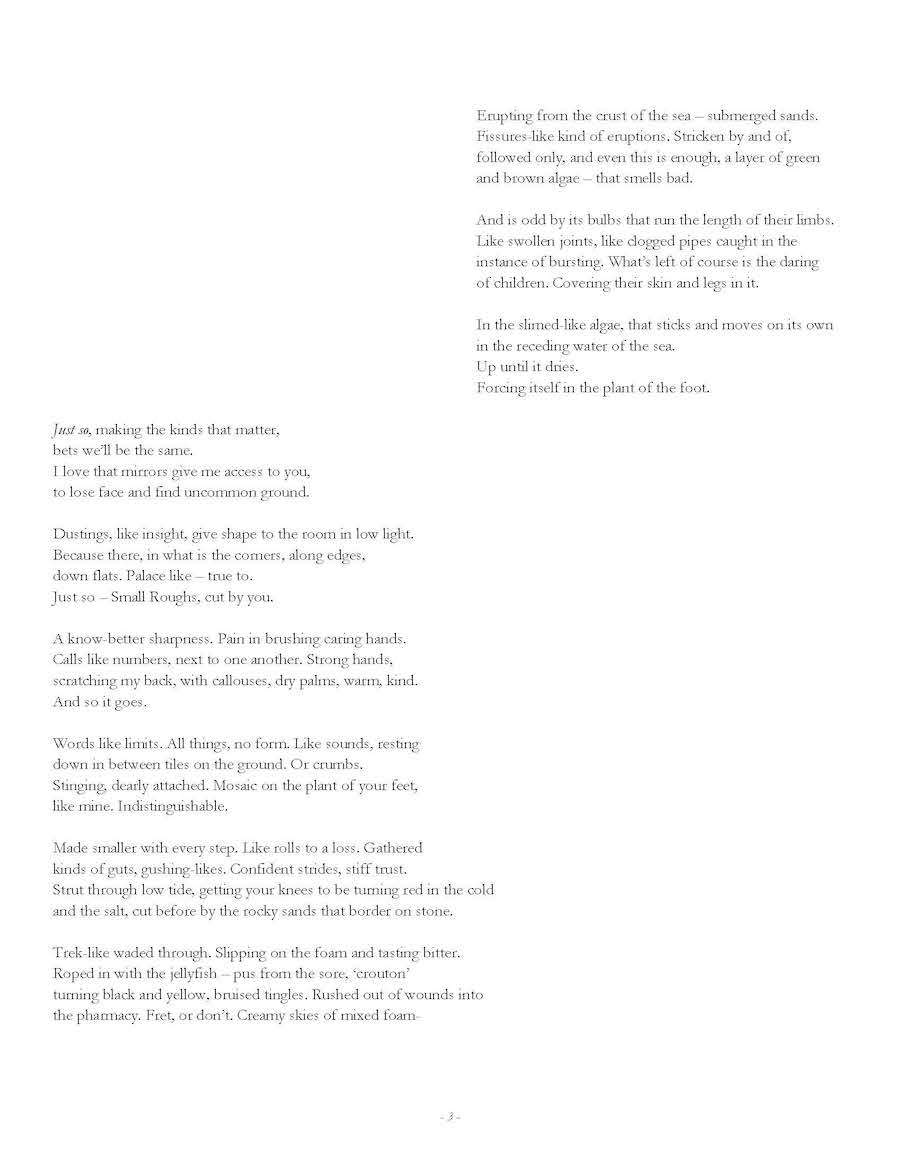 Erupting from the crust of the sea – submerged sands.
Fissures-like kind of eruptions. Stricken by and of,
followed only, and even this is enough, a layer of green
and brown algae – that smells bad.
And is odd by its bulbs that run the length of their limbs.
Like swollen joints, like clogged pipes caught in the
instance of bursting. What's left of course is the daring
of children. Covering their skin and legs in it.
In the slimed-like algae, that sticks and moves on its own
in the receding water of the sea.
Up until it dries.
Forcing itself in the plant of the foot.
Just so, making the kinds that matter,
bets we'll be the same.
I love that mirrors give me access to you,
to lose face and find uncommon ground.
Dustings, like insight, give shape to the room in low light.
Because there, in what is the corners, along edges,
down flats. Palace like – true to.
Just so – Small Roughs, cut by you.
A know-better sharpness. Pain in brushing caring hands.
Calls like numbers, next to one another. Strong hands,
scratching my back, with callouses, dry palms, warm, kind.
And so it goes.
Words like limits. All things, no form. Like sounds, resting
down in between tiles on the ground. Or crumbs.
Stinging, dearly attached. Mosaic on the plant of your feet,
like mine. Indistinguishable.
Made smaller with every step. Like rolls to a loss. Gathered
kinds of guts, gushing-likes. Confident strides, stiff trust.
Strut through low tide, getting your knees to be turning red in the cold
and the salt, cut before by the rocky sands that border on stone.
Trek-like waded through. Slipping on the foam and tasting bitter.
Roped in with the jellyfish – pus from the sore, 'crouton'
turning black and yellow, bruised tingles. Rushed out of wounds into
the pharmacy. Fret, or don't. Creamy skies of mixed foam-
- 3 -